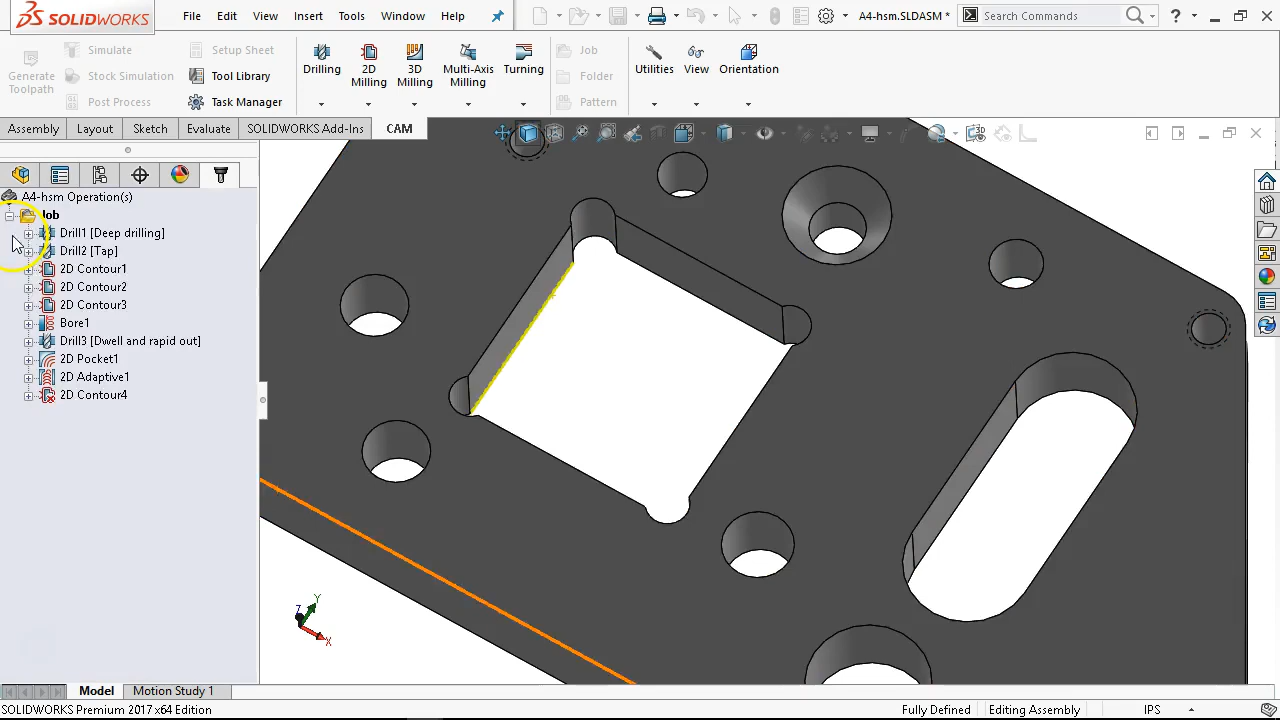 SOLIDWORKS
File Edit View Insert Tools Window Help
A4-hsm.SLDASM *
Search Commands
?
Generate Toolpath
Simulate
Stock Simulation
Post Process
Setup Sheet
Tool Library
Task Manager
Drilling
2D Milling
3D Milling
Multi-Axis Milling
Turning
Job
Folder
Pattern
Utilities
View
Orientation
Assembly Layout Sketch Evaluate SOLIDWORKS Add-Ins CAM
A4-hsm Operation(s)
Job
Drill1 [Deep drilling]
Drill2 [Tap]
2D Contour1
2D Contour2
2D Contour3
Bore1
Drill3 [Dwell and rapid out]
2D Pocket1
2D Adaptive1
2D Contour4
Z
Y
X
Model Motion Study 1
SOLIDWORKS Premium 2017 x64 Edition
Fully Defined Editing Assembly IPS